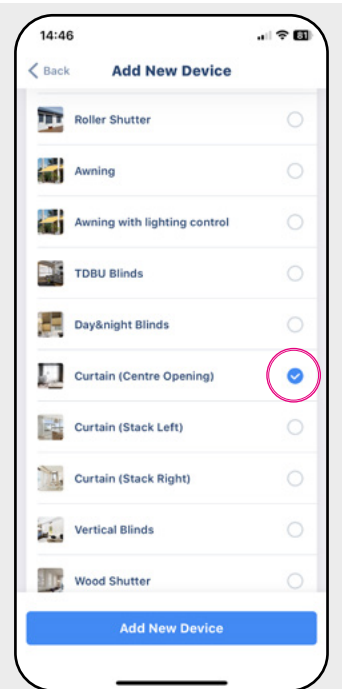 14:46
81
Back
Add New Device
Roller Shutter
Awning
Awning with lighting control
TDBU Blinds
Day&night Blinds
Curtain (Centre Opening)
Curtain (Stack Left)
Curtain (Stack Right)
Vertical Blinds
Wood Shutter
Add New Device